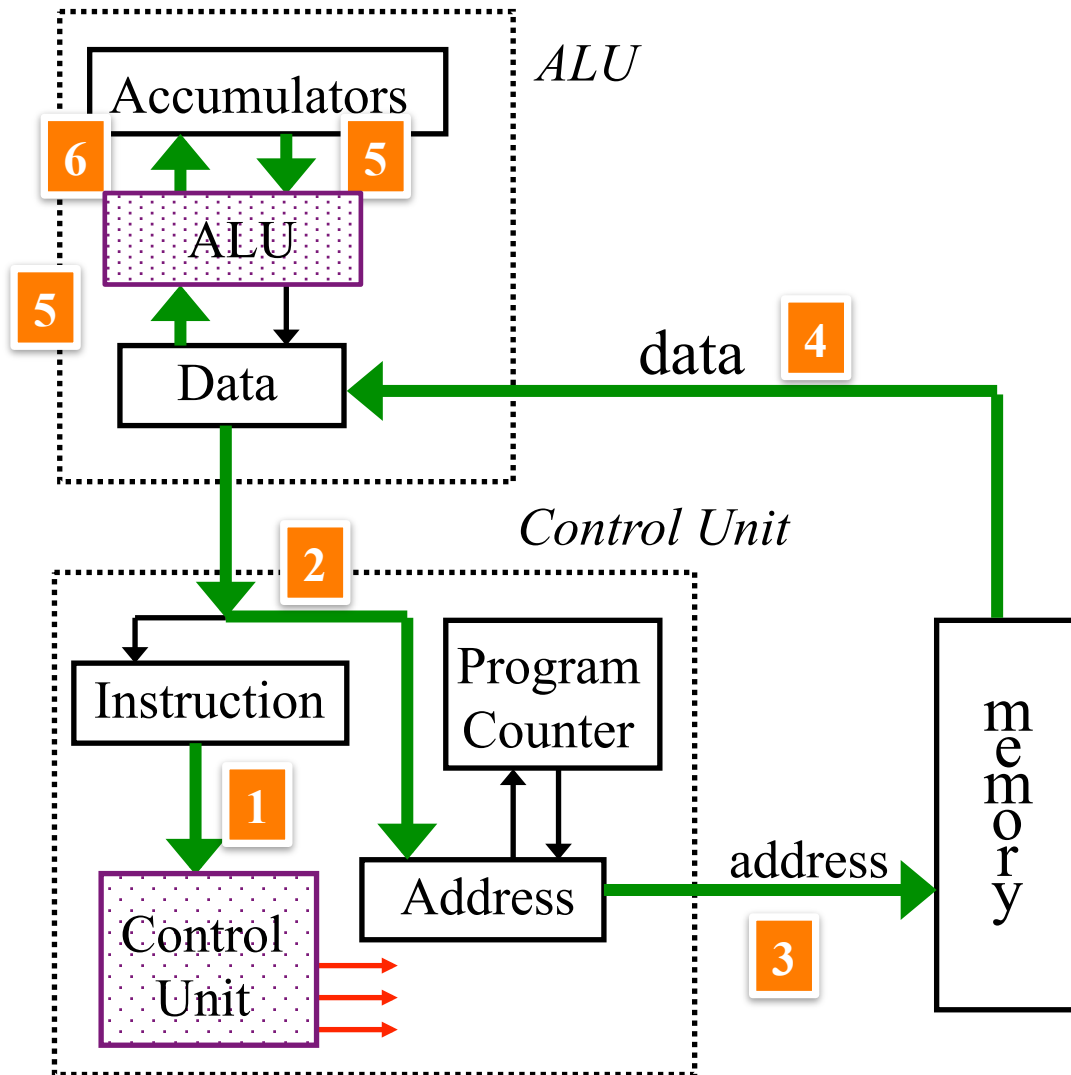 ALU
Accumulators
6
5
ALU
5
4
data
Data
Control Unit
2
Program
Counter
Instruction
memory
1
address
Address
Control
Unit
3